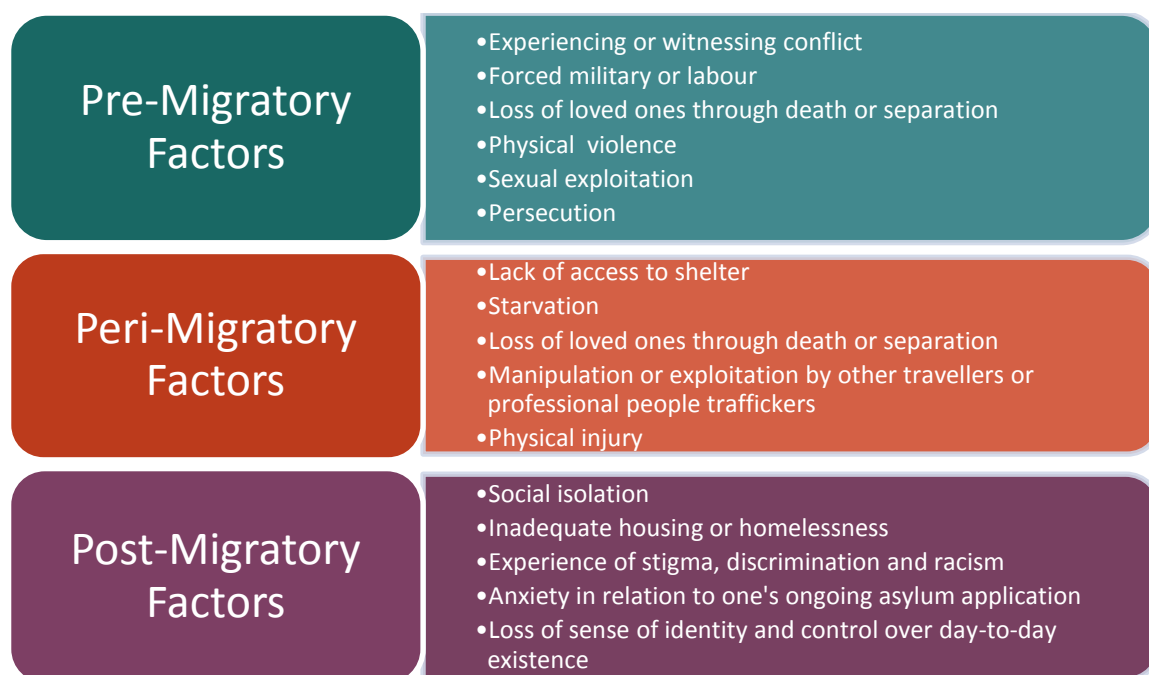 Pre-Migratory
Factors
•Experiencing or witnessing conflict
•Forced military or labour
•Loss of loved ones through death or separation
•Physical  violence
•Sexual exploitation
•Persecution
Peri-Migratory
Factors
•Lack of access to shelter
•Starvation
•Loss of loved ones through death or separation
•Manipulation or exploitation by other travellers or
professional people traffickers
•Physical injury
Post-Migratory
Factors
•Social isolation
•Inadequate housing or homelessness
•Experience of stigma, discrimination and racism
•Anxiety in relation to one's ongoing asylum application
•Loss of sense of identity and control over day-to-day
existence